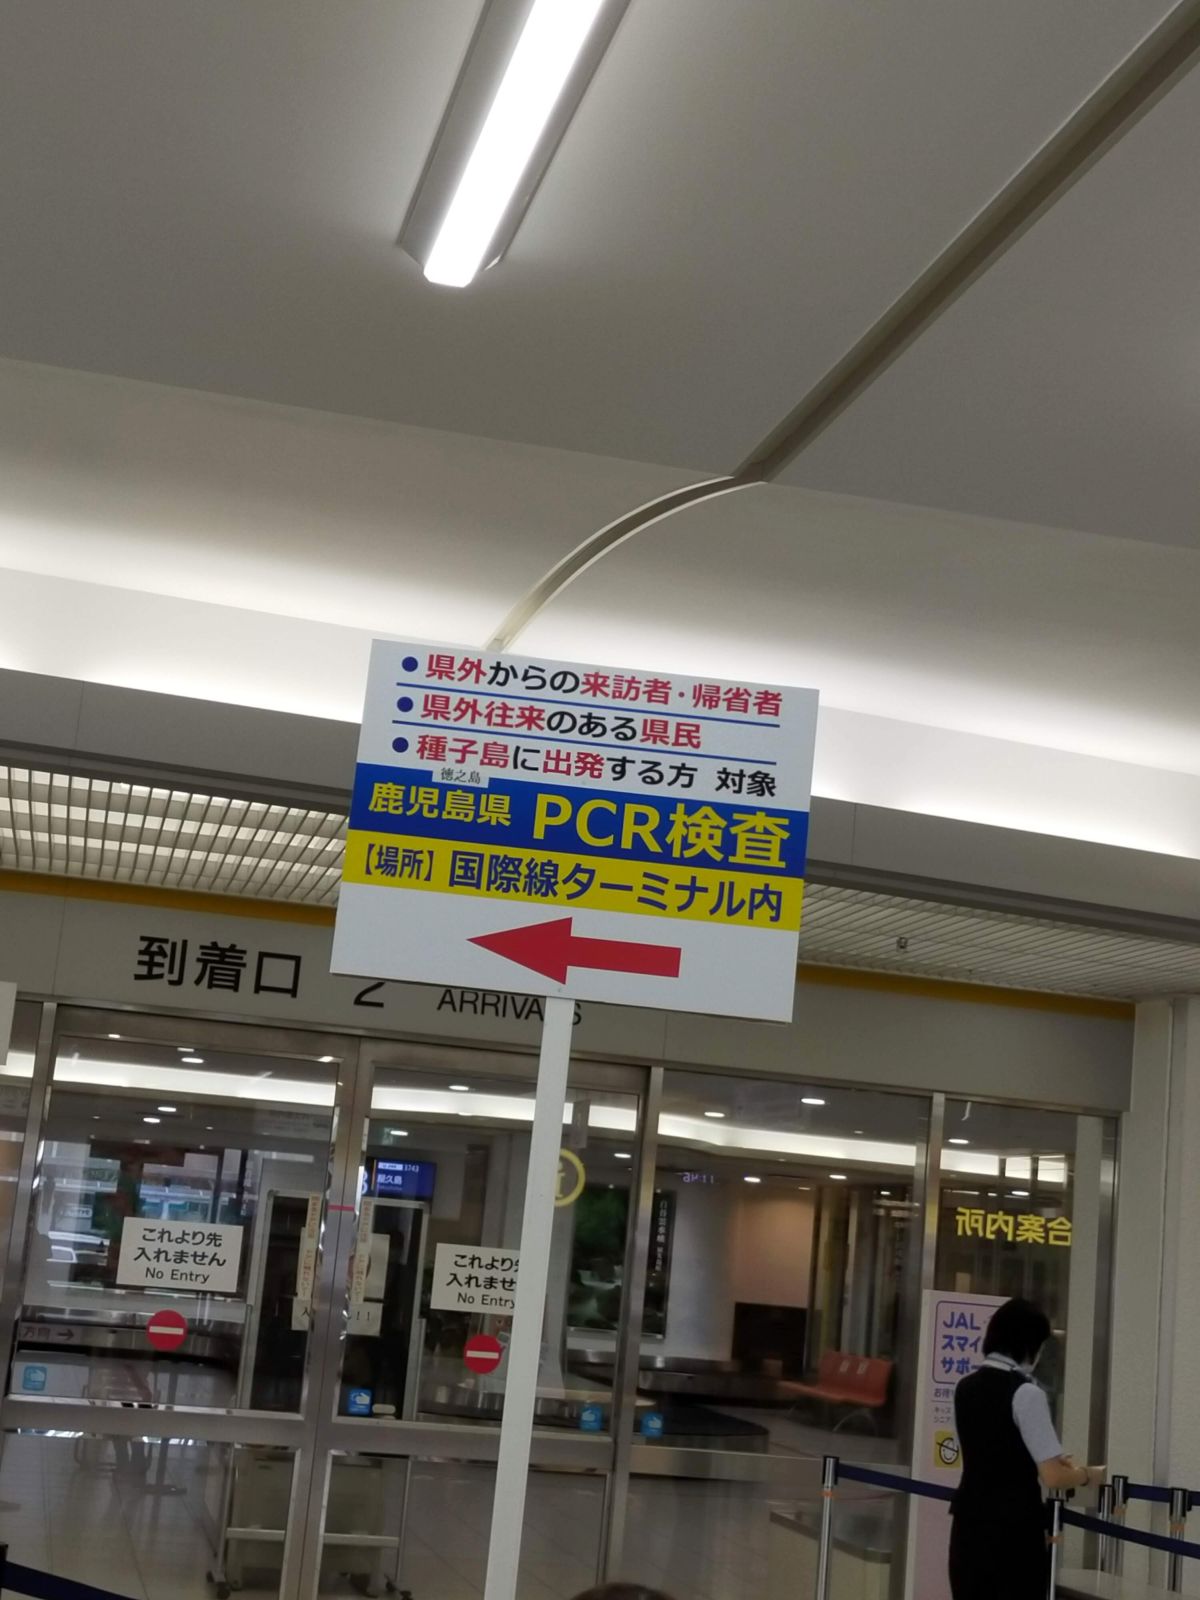 ●県外からの来訪者・帰省者
●県外往来のある県民
●種子島に出発する方 対象
徳之島
鹿児島県 PCR検査
【場所】国際線ターミナル内
到着口 2 ARRIVALS
屋久島
これより先
入れません
No Entry
これより先
入れませ
No Entry
方向→
合案内所
JAL
スマイ
サポー